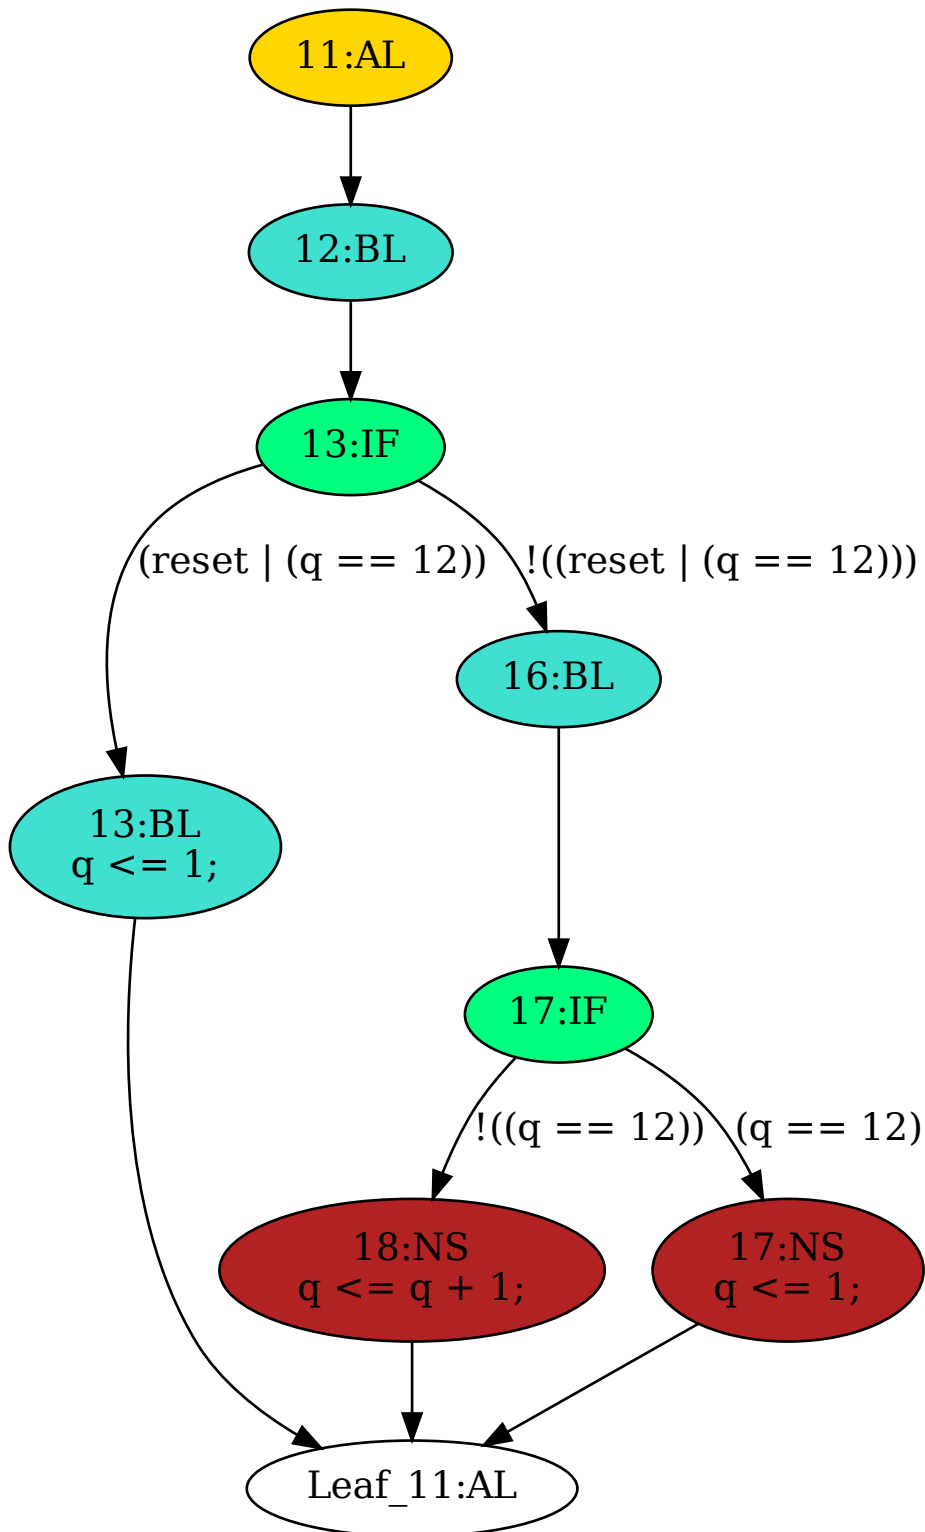 11:AL
12:BL
13:IF
(reset | (q == 12))
!((reset | (q == 12)))
16:BL
13:BL
q <= 1;
17:IF
!((q == 12))
(q == 12)
18:NS
q <= q + 1;
17:NS
q <= 1;
Leaf_11:AL